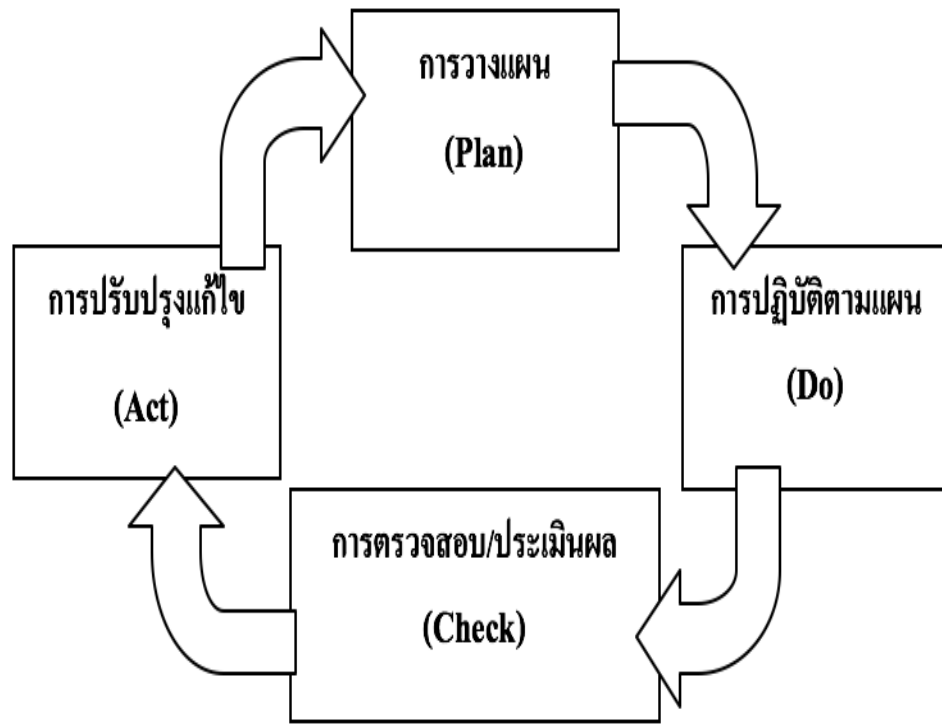 การวางแผน
(Plan)
การปฏิบัติตามแผน
(Do)
การตรวจสอบ/ประเมินผล
(Check)
การปรับปรุงแก้ไข
(Act)